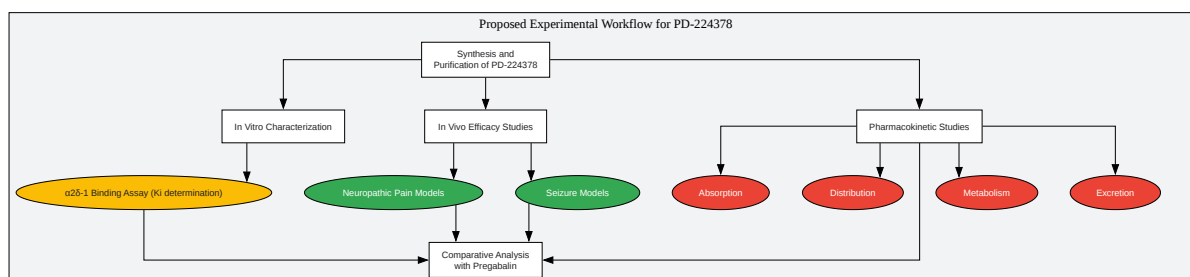 Proposed Experimental Workflow for PD-224378
Synthesis and
Purification of PD-224378
In Vitro Characterization
In Vivo Efficacy Studies
Pharmacokinetic Studies
α2δ-1 Binding Assay (Ki determination)
Neuropathic Pain Models
Seizure Models
Absorption
Distribution
Metabolism
Excretion
Comparative Analysis
with Pregabalin